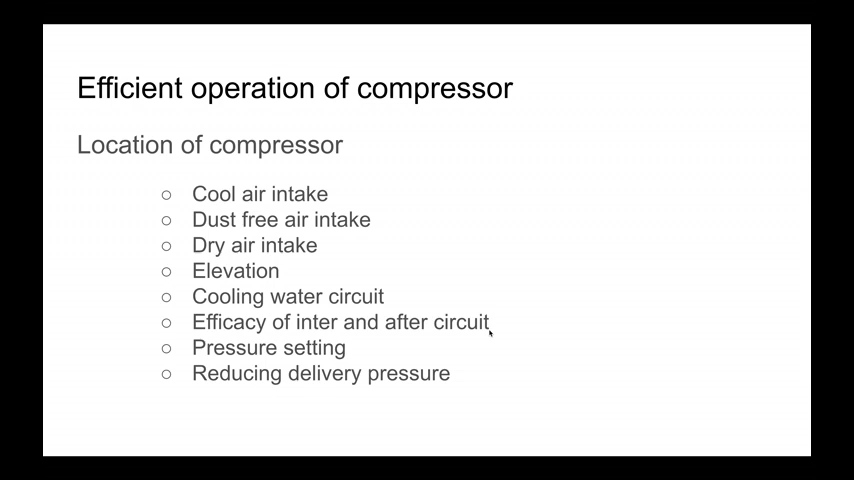 Efficient operation of compressor
Location of compressor
○ Cool air intake
○ Dust free air intake
○ Dry air intake
○ Elevation
○ Cooling water circuit
○ Efficacy of inter and after circuit
○ Pressure setting
○ Reducing delivery pressure